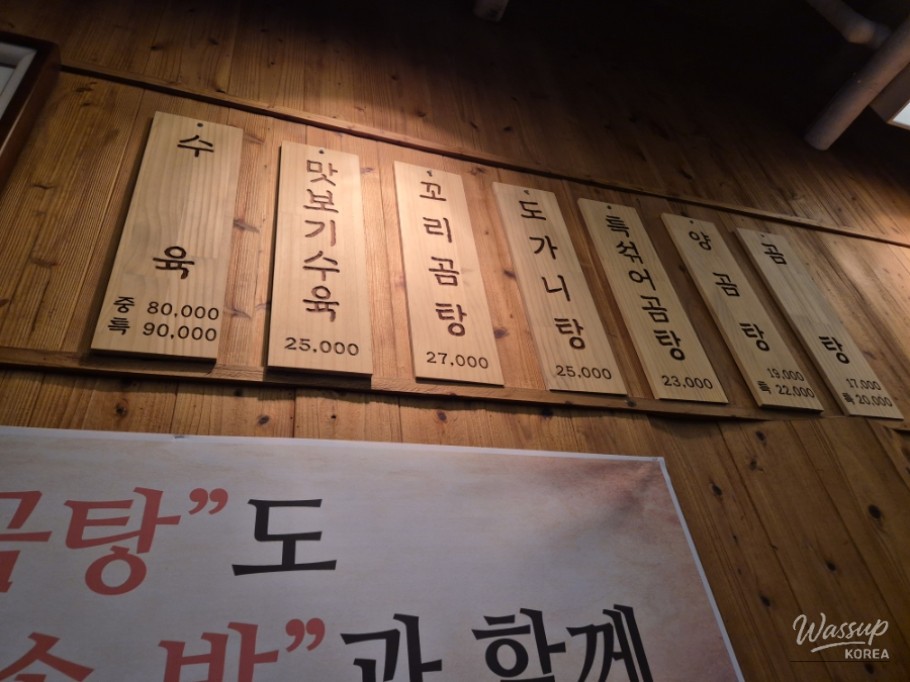 수육
중 80,000
특 90,000
맛보기수육
25,000
꼬리곰탕
27,000
도가니탕
25,000
특섞어곰탕
23,000
양곰탕
19,000
특 22,000
곰탕
17,000
특 20,000
곰탕”도
”과 함께
Wassup
KOREA